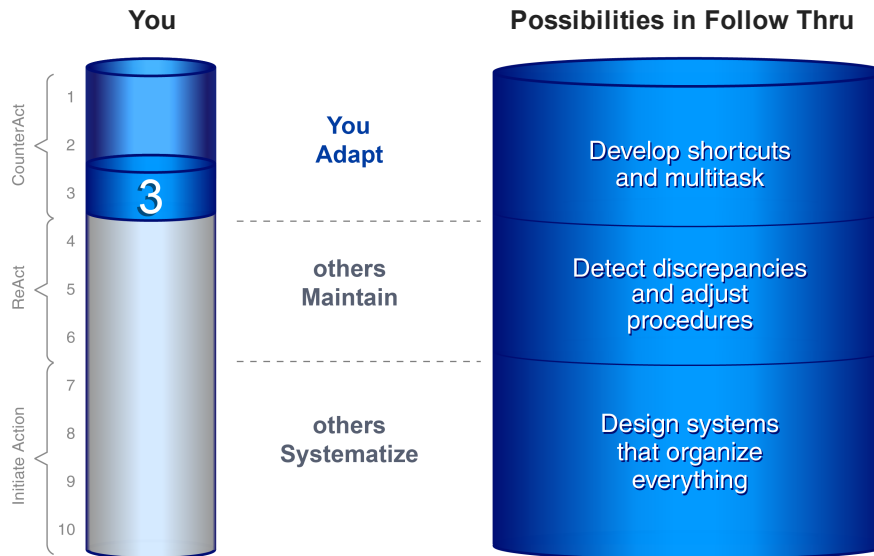 You
Possibilities in Follow Thru
CounterAct
1
2
3
3
You
Adapt
Develop shortcuts
and multitask
ReAct
4
5
6
others
Maintain
Detect discrepancies
and adjust
procedures
Initiate Action
7
8
9
10
others
Systematize
Design systems
that organize
everything